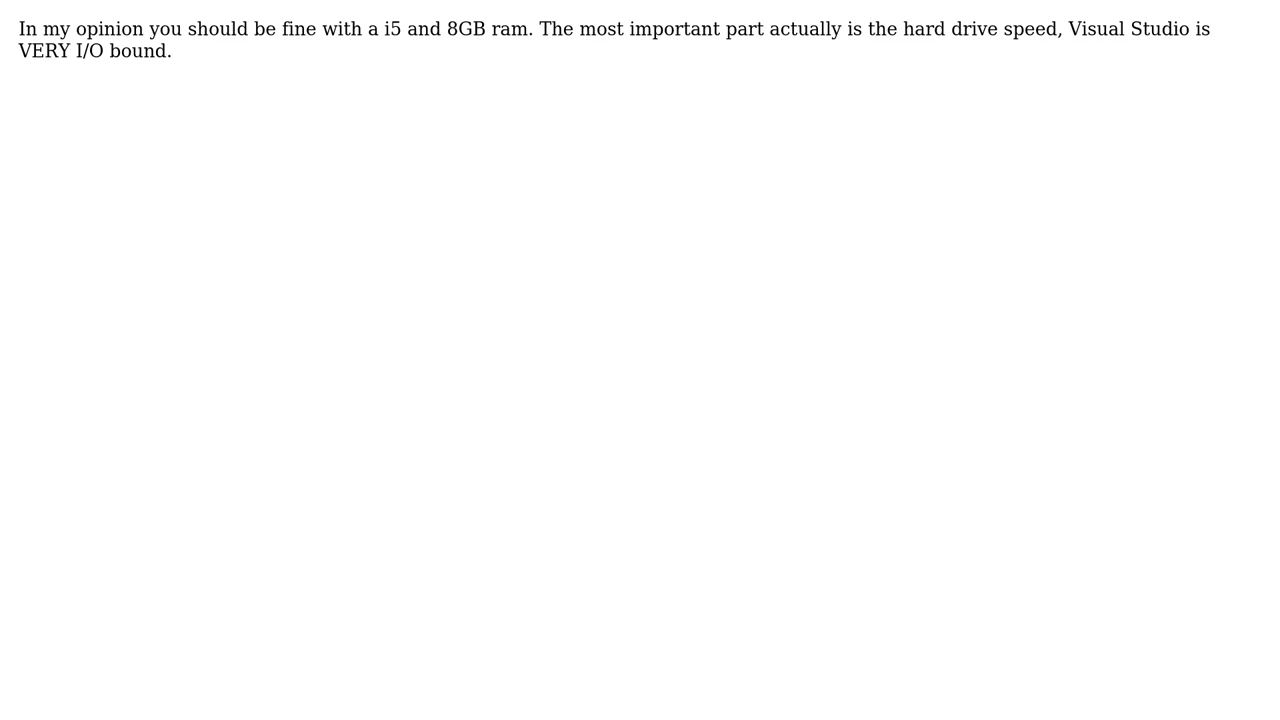 In my opinion you should be fine with a i5 and 8GB ram. The most important part actually is the hard drive speed, Visual Studio is
VERY I/O bound.